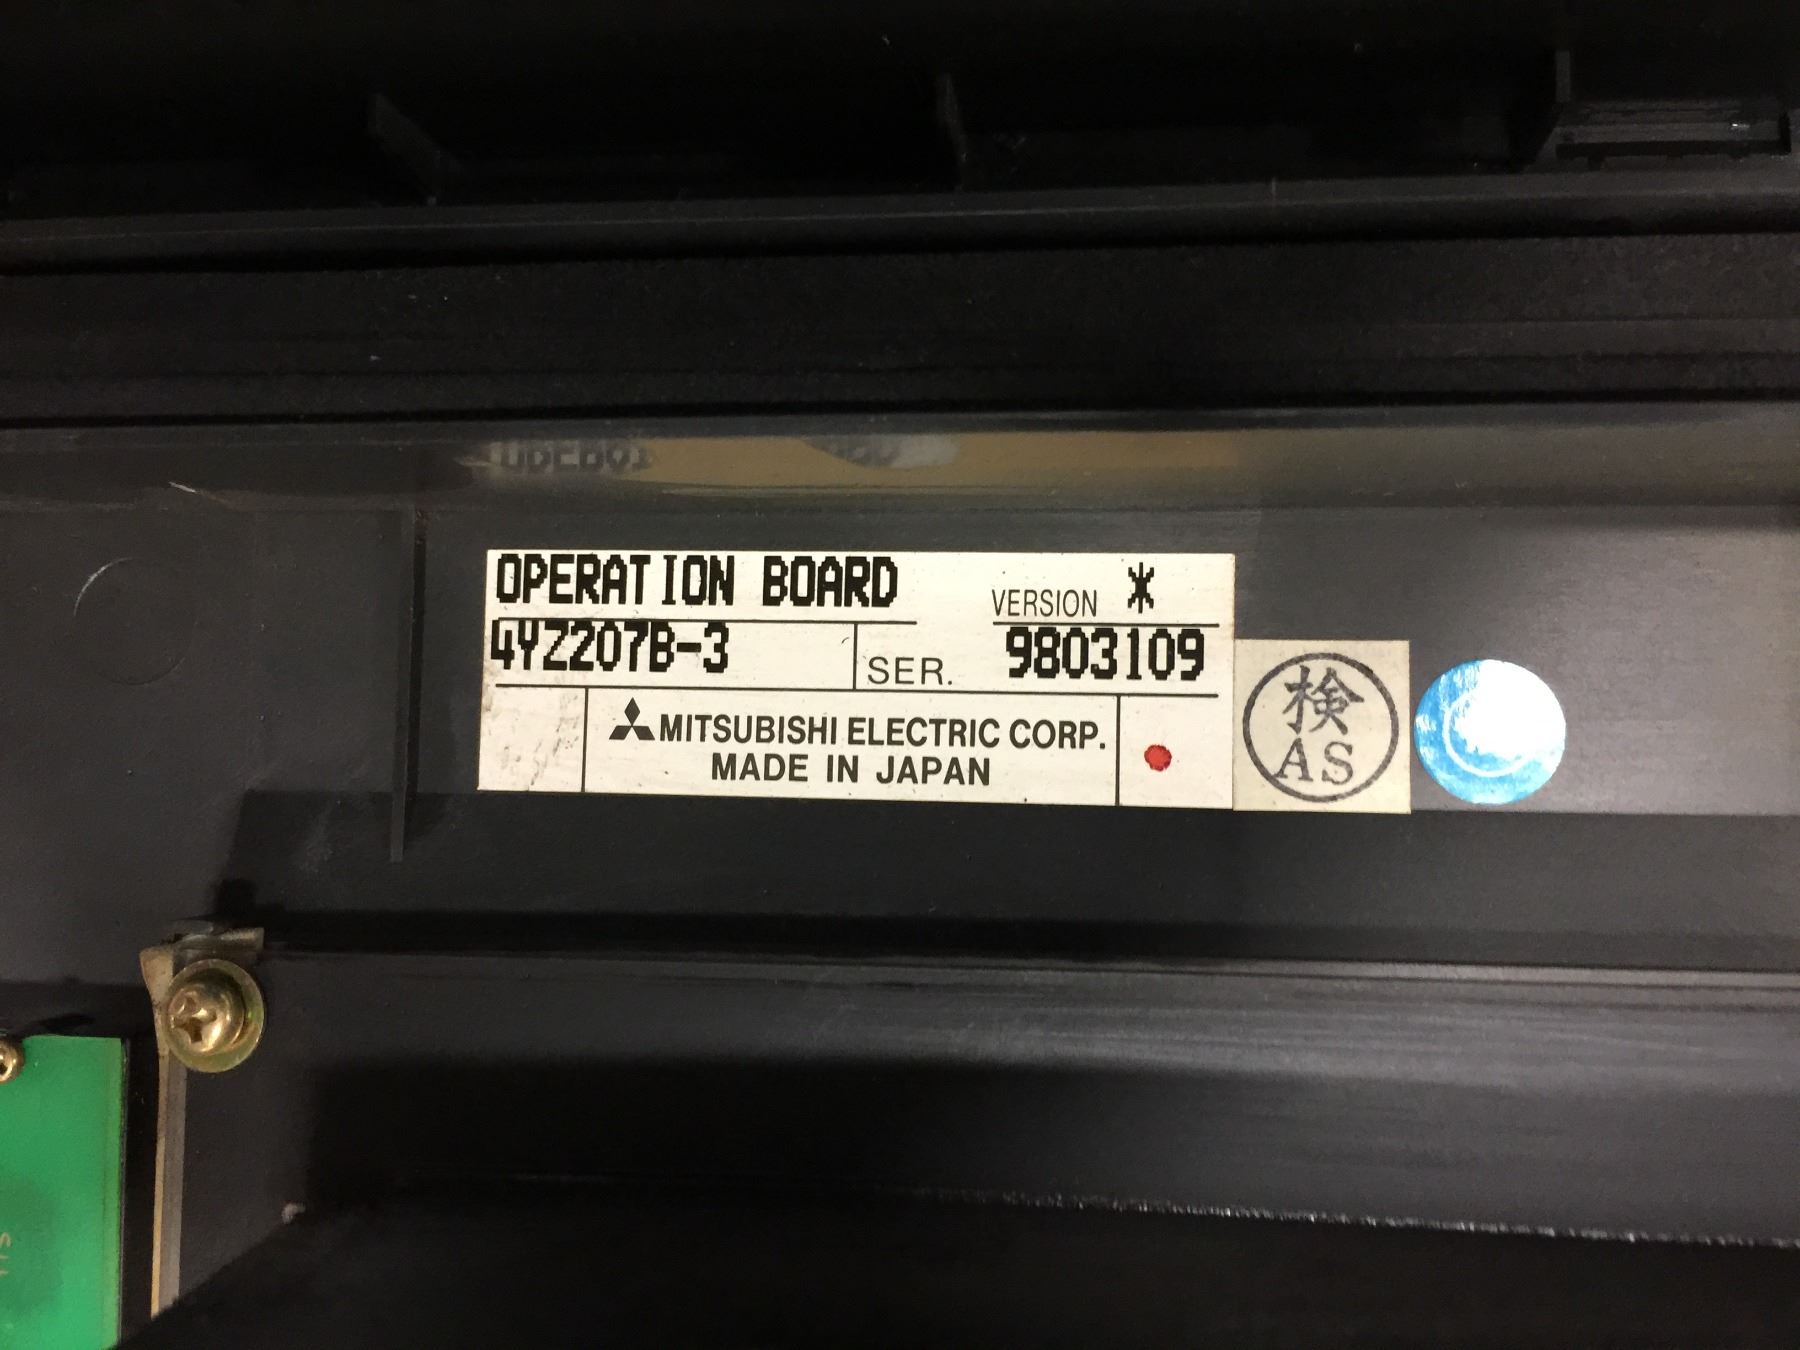 OPERATION BOARD
VERSION *
4YZ207B-3
SER. 9803109
MITSUBISHI ELECTRIC CORP.
MADE IN JAPAN
検
AS